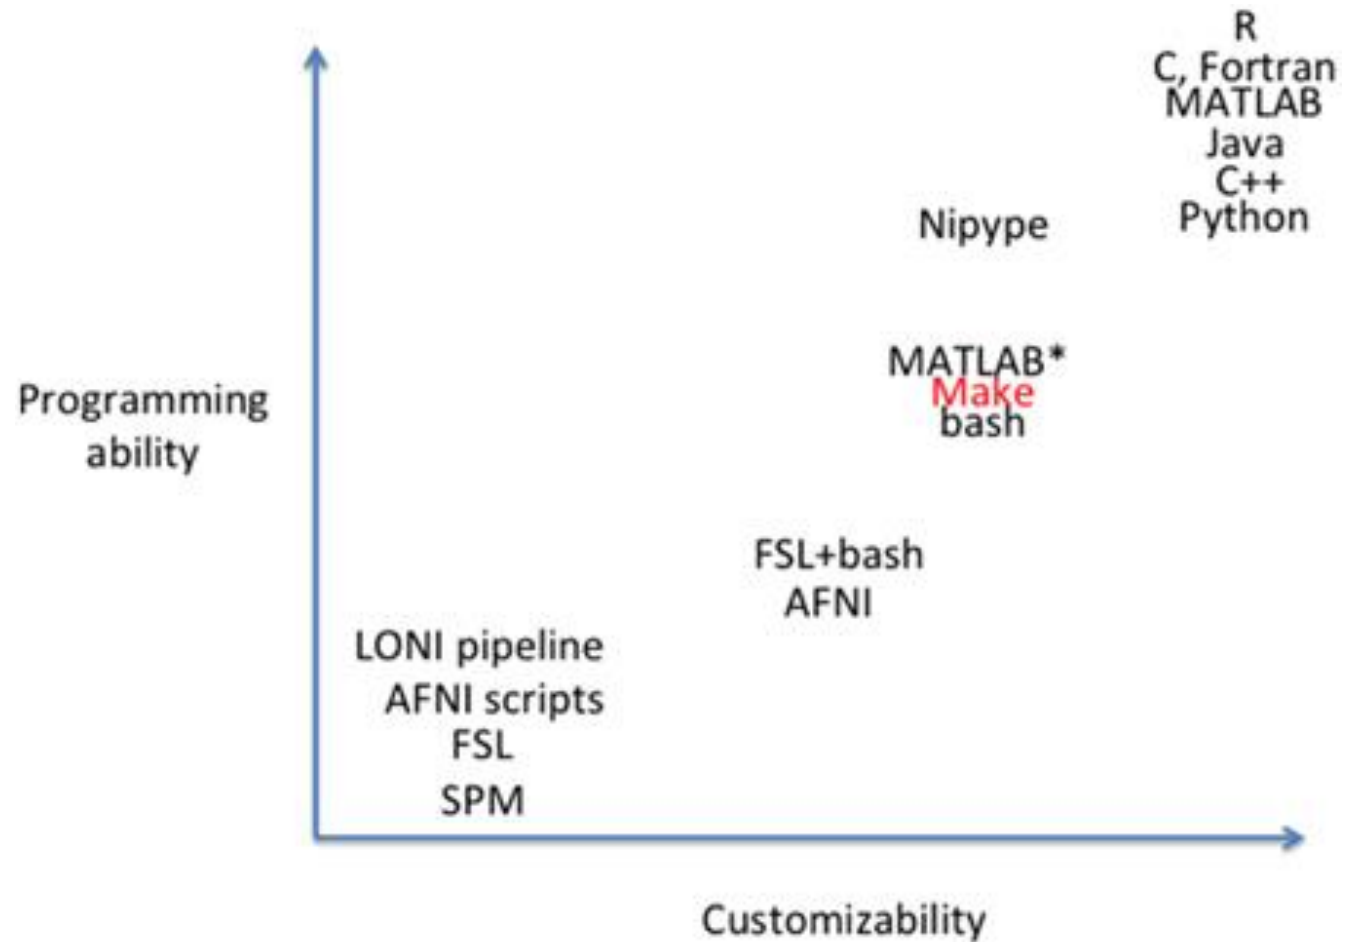 R
C, Fortran
MATLAB
Java
C++
Python
Nipype
MATLAB*
Make
bash
Programming
ability
FSL+bash
AFNI
LONI pipeline
AFNI scripts
FSL
SPM
Customizability